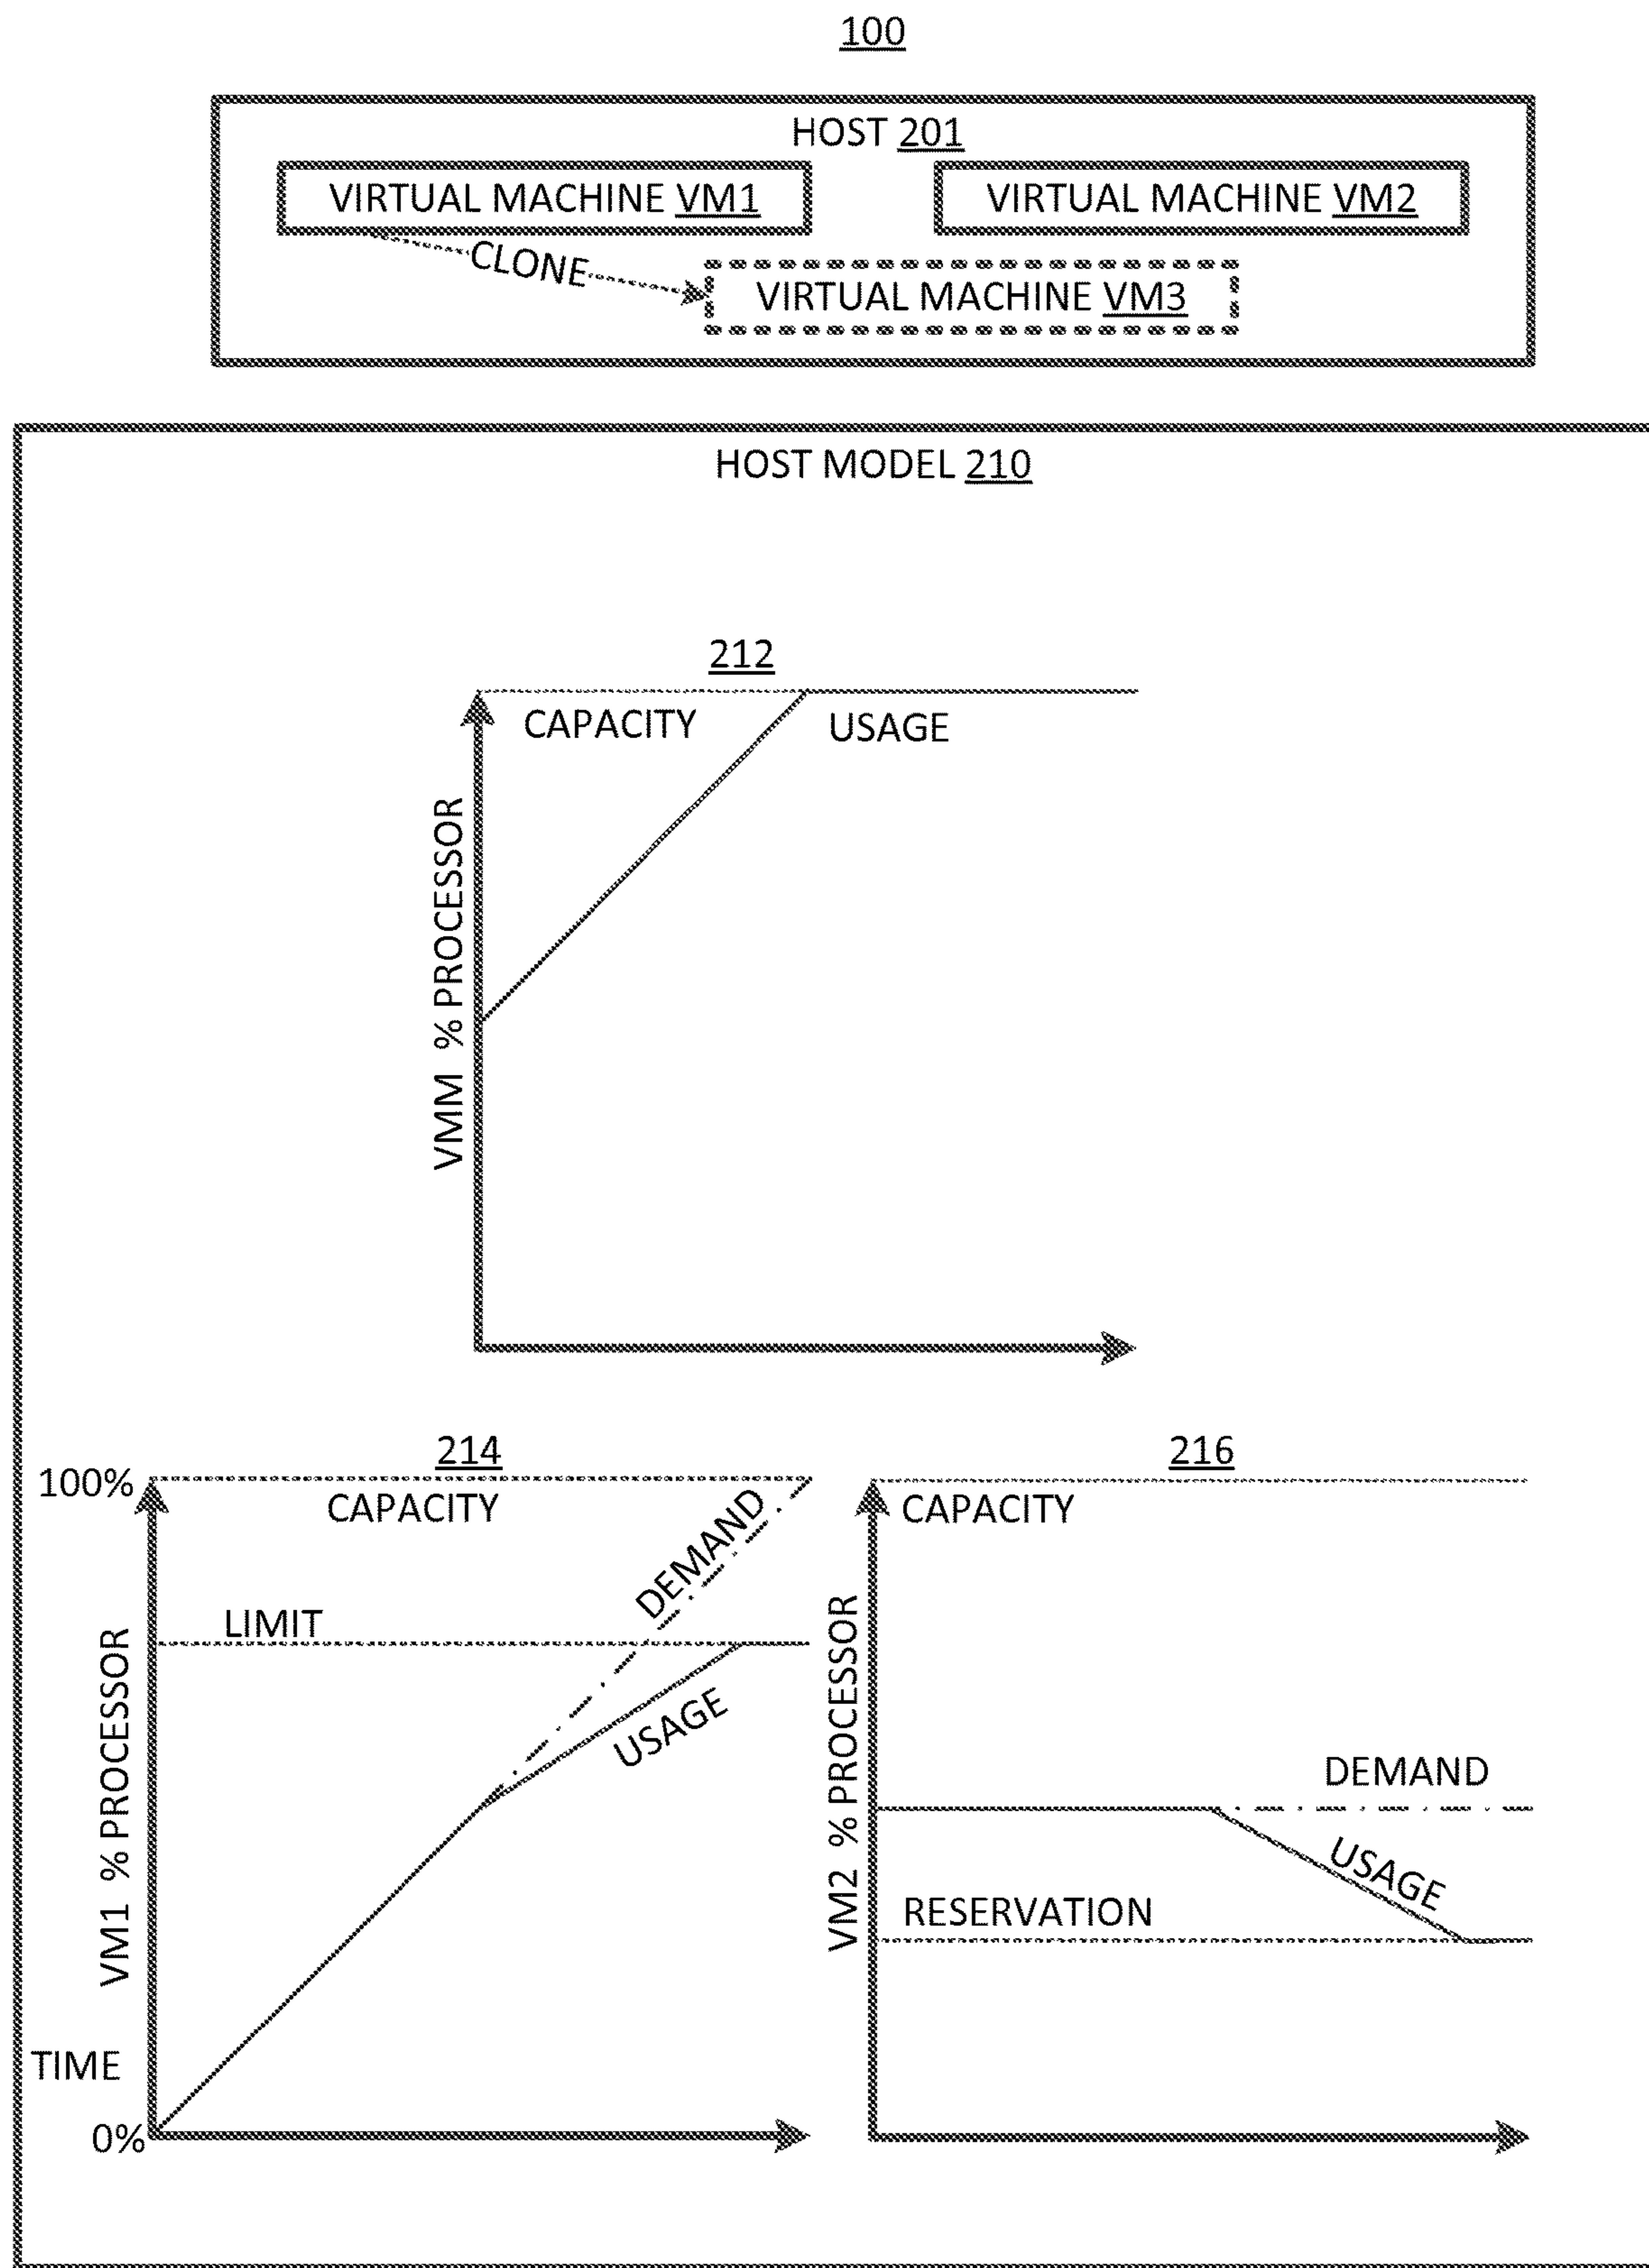 100
HOST 201
VIRTUAL MACHINE VM1
VIRTUAL MACHINE VM2
CLONE
VIRTUAL MACHINE VM3
HOST MODEL 210
212
CAPACITY
USAGE
VMM % PROCESSOR
214
100%
CAPACITY
DEMAND
LIMIT
USAGE
VM1 % PROCESSOR
TIME
0%
216
CAPACITY
VM2 % PROCESSOR
DEMAND
USAGE
RESERVATION